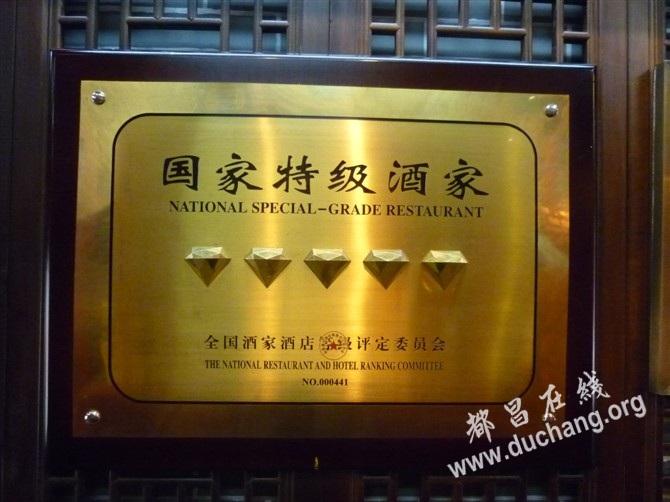 国家特级酒家
NATIONAL SPECIAL-GRADE RESTAURANT
全国酒家酒店等级评定委员会
THE NATIONAL RESTAURANT AND HOTEL RANKING COMMITTEE
NO.000441
都昌在线
www.duchang.org